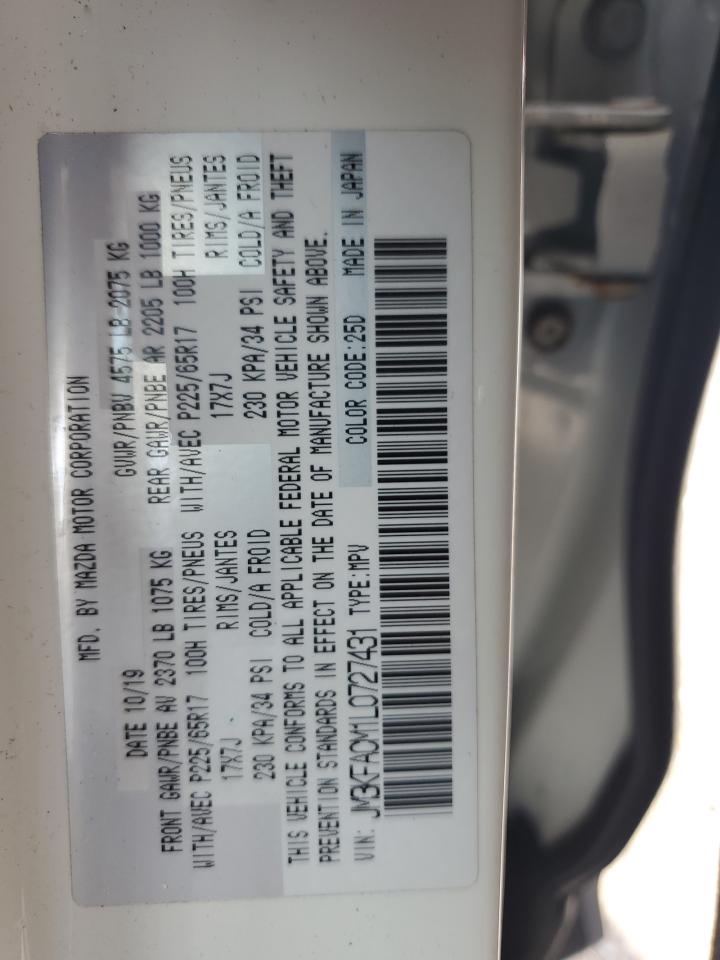 MFD. BY MAZDA MOTOR CORPORATION
DATE 10/19 GVWR/PNBV 4575 LB 2075 KG
FRONT GAWR/PNBE AV 2370 LB 1075 KG REAR GAWR/PNBE AR 2205 LB 1000 KG
WITH/AVEC P225/65R17 100H TIRES/PNEUS WITH/AVEC P225/65R17 100H TIRES/PNEUS
17X7J RIMS/JANTES 17X7J RIMS/JANTES
230 KPA/34 PSI COLD/A FROID 230 KPA/34 PSI COLD/A FROID
THIS VEHICLE CONFORMS TO ALL APPLICABLE FEDERAL MOTOR VEHICLE SAFETY AND THEFT
PREVENTION STANDARDS IN EFFECT ON THE DATE OF MANUFACTURE SHOWN ABOVE.
VIN: JM3KFACM1L0727431 TYPE:MPV COLOR CODE:25D MADE IN JAPAN